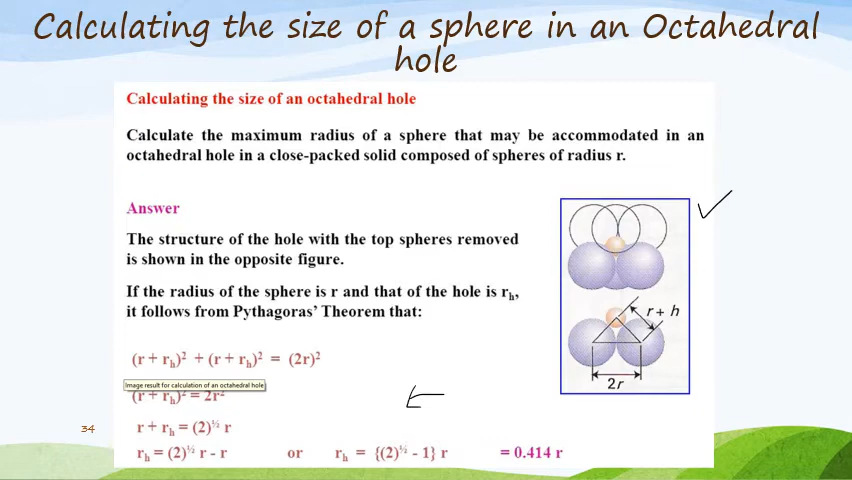 Calculating the size of a sphere in an Octahedral
hole
Calculating the size of an octahedral hole
Calculate the maximum radius of a sphere that may be accommodated in an
octahedral hole in a close-packed solid composed of spheres of radius r.
Answer
The structure of the hole with the top spheres removed
is shown in the opposite figure.
If the radius of the sphere is r and that of the hole is rₕ,
it follows from Pythagoras' Theorem that:
r + h
2r
(r + rₕ)² + (r + rₕ)² = (2r)²
Image result for calculation of an octahedral hole
(r + rₕ)² = 2r²
r + rₕ = (2)^½ r
rₕ = (2)^½ r - r or rₕ = {(2)^½ - 1} r = 0.414 r
34